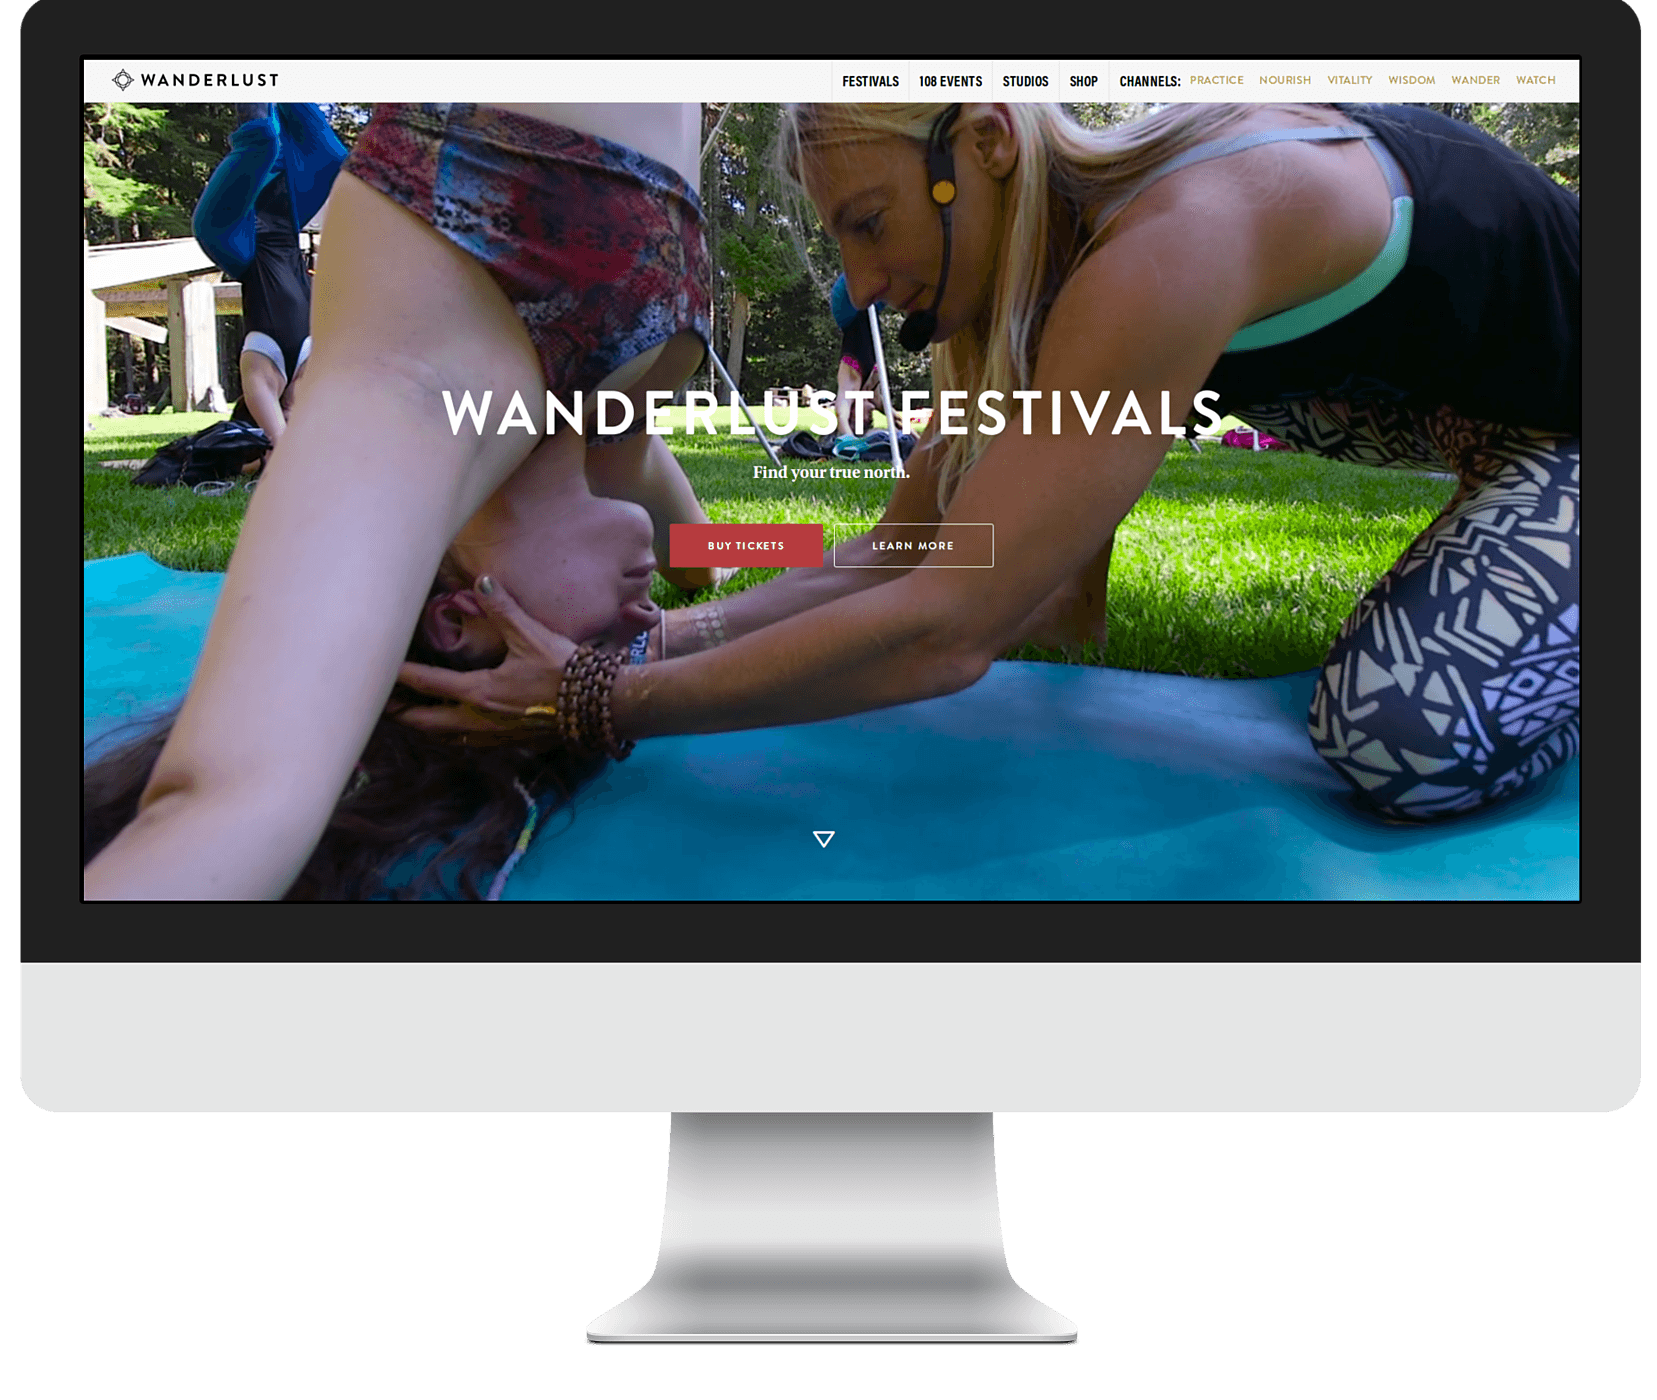 WANDERLUST
FESTIVALS 108 EVENTS STUDIOS SHOP CHANNELS: PRACTICE NOURISH VITALITY WISDOM WANDER WATCH
WANDERLUST FESTIVALS
Find your true north.
BUY TICKETS LEARN MORE